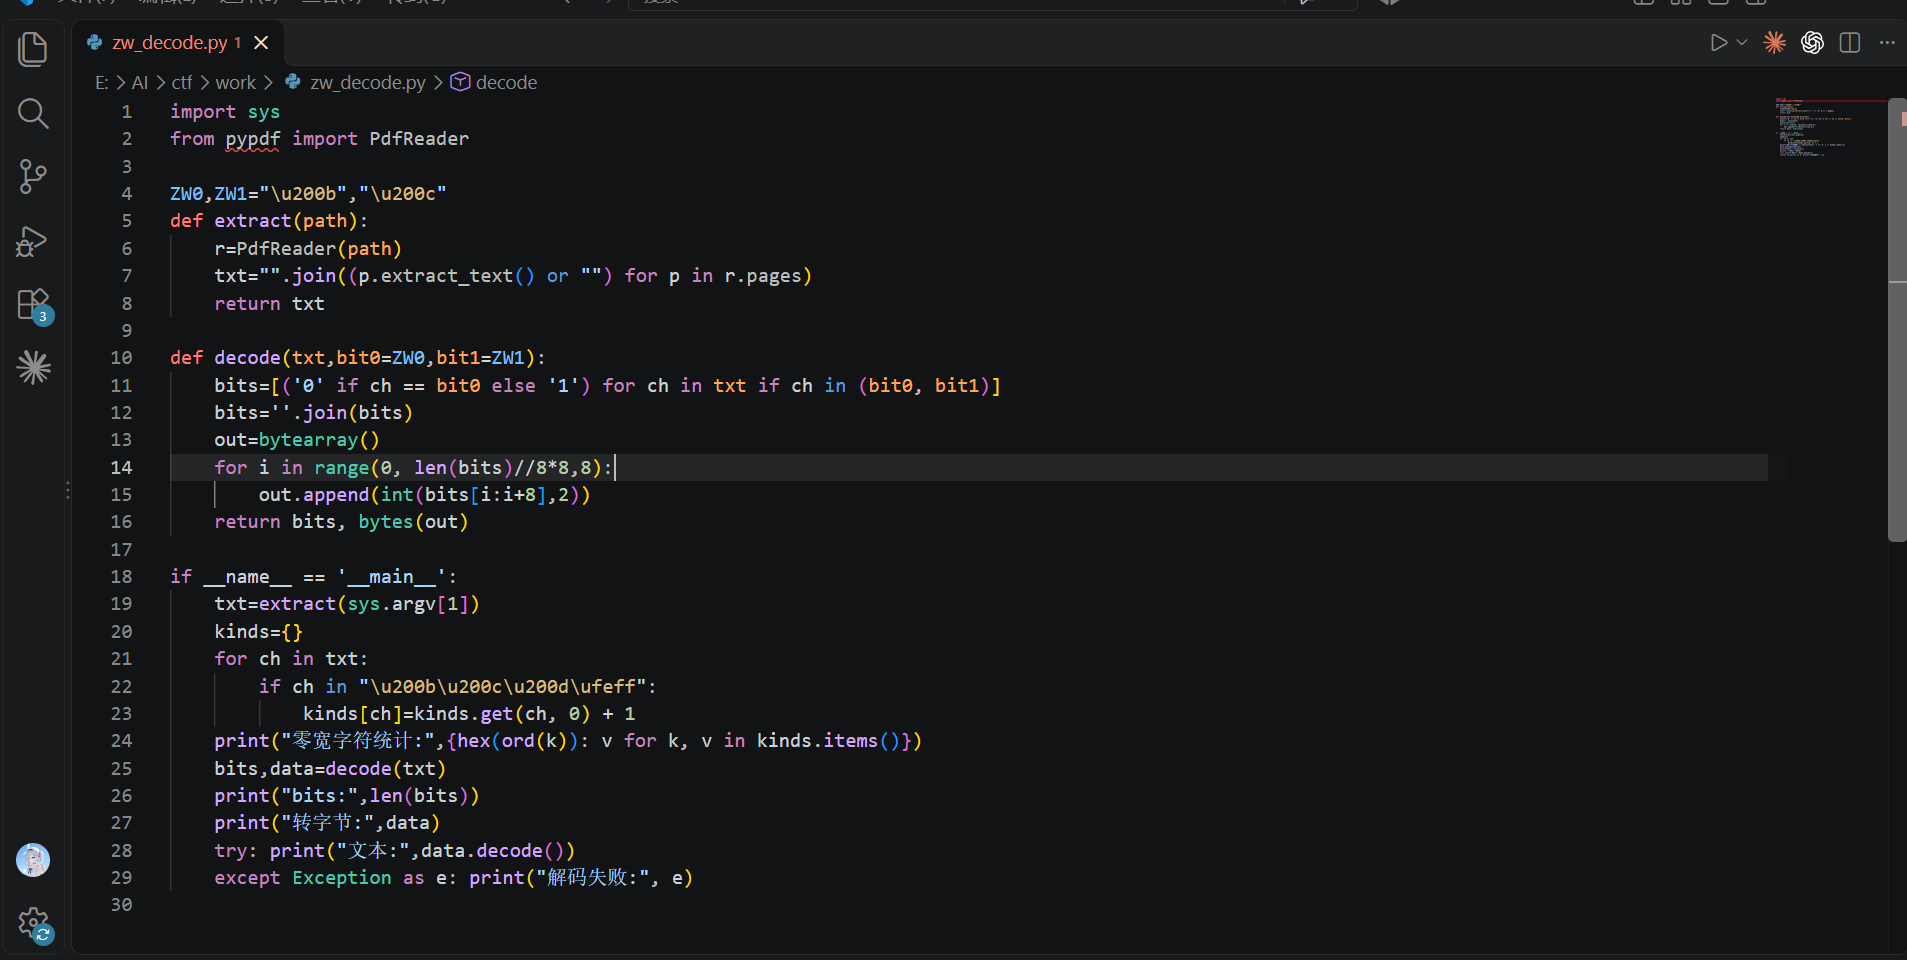 zw_decode.py 1
E: > AI > ctf > work > zw_decode.py > decode
1 import sys
2 from pypdf import PdfReader
3
4 ZW0,ZW1="\u200b","\u200c"
5 def extract(path):
6     r=PdfReader(path)
7     txt="".join((p.extract_text() or "") for p in r.pages)
8     return txt
9
10 def decode(txt,bit0=ZW0,bit1=ZW1):
11     bits=[('0' if ch == bit0 else '1') for ch in txt if ch in (bit0, bit1)]
12     bits=''.join(bits)
13     out=bytearray()
14     for i in range(0, len(bits)//8*8,8):
15         out.append(int(bits[i:i+8],2))
16     return bits, bytes(out)
17
18 if __name__ == '__main__':
19     txt=extract(sys.argv[1])
20     kinds={}
21     for ch in txt:
22         if ch in "\u200b\u200c\u200d\ufeff":
23             kinds[ch]=kinds.get(ch, 0) + 1
24     print("零宽字符统计:",{hex(ord(k)): v for k, v in kinds.items()})
25     bits,data=decode(txt)
26     print("bits:",len(bits))
27     print("转字节:",data)
28     try: print("文本:",data.decode())
29     except Exception as e: print("解码失败:", e)
30
3